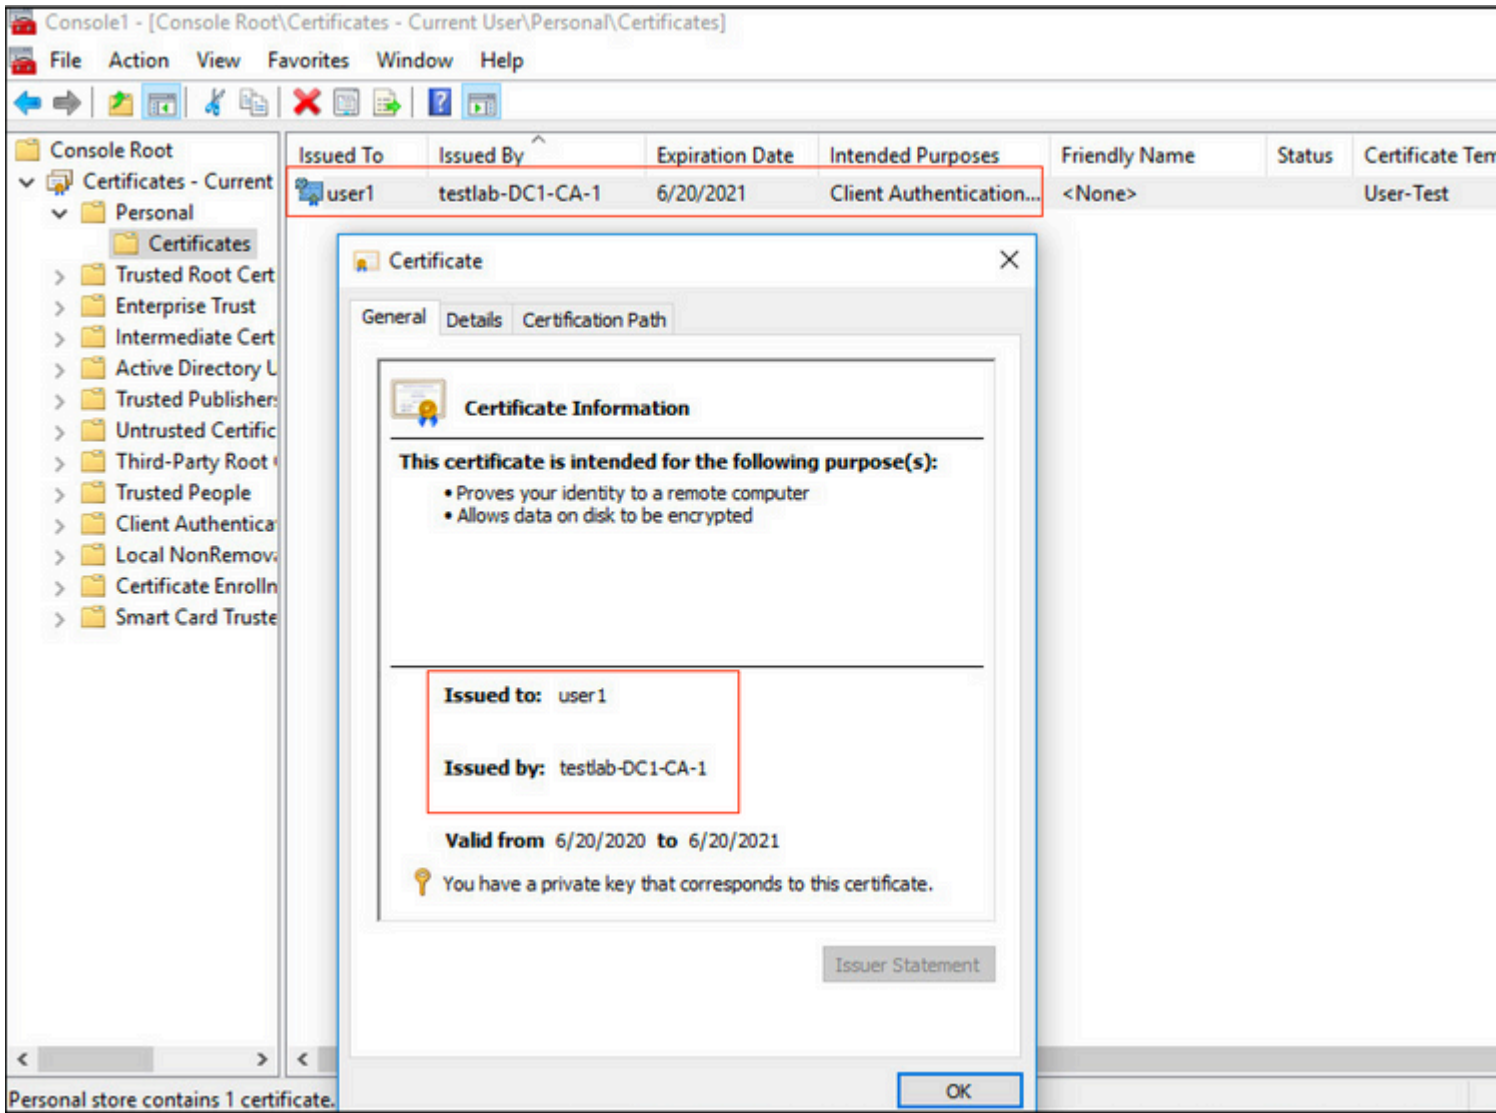 Console1 - [Console Root\Certificates - Current User\Personal\Certificates]
File Action View Favorites Window Help
Console Root
Certificates - Current
Personal
Certificates
Trusted Root Cert
Enterprise Trust
Intermediate Cert
Active Directory U
Trusted Publisher
Untrusted Certific
Third-Party Root
Trusted People
Client Authentica
Local NonRemov
Certificate Enrolln
Smart Card Truste
Issued To Issued By Expiration Date Intended Purposes Friendly Name Status Certificate Tem
user1 testlab-DC1-CA-1 6/20/2021 Client Authentication... <None> User-Test
Certificate
General Details Certification Path
Certificate Information
This certificate is intended for the following purpose(s):
• Proves your identity to a remote computer
• Allows data on disk to be encrypted
Issued to: user1
Issued by: testlab-DC1-CA-1
Valid from 6/20/2020 to 6/20/2021
You have a private key that corresponds to this certificate.
Issuer Statement
OK
Personal store contains 1 certificate.